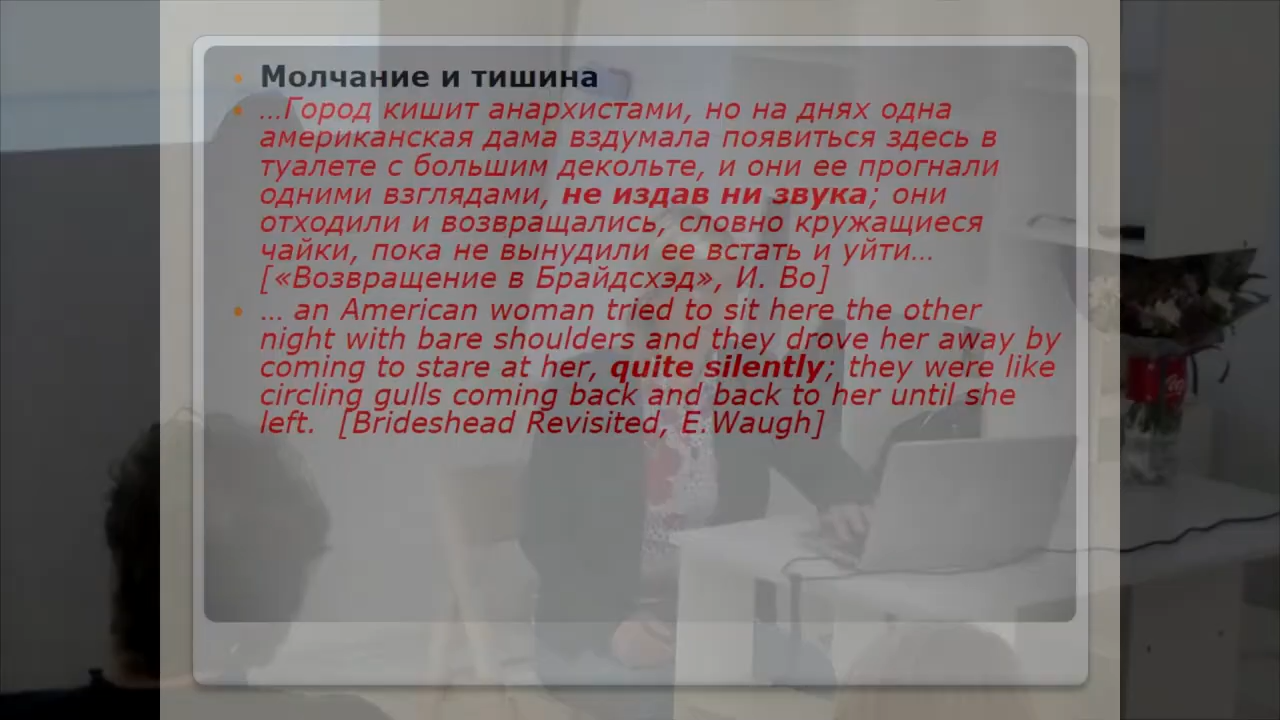 Молчание и тишина
…Город кишит анархистами, но на днях одна
американская дама вздумала появиться здесь в
туалете с большим декольте, и они ее прогнали
одними взглядами, не издав ни звука; они
отходили и возвращались, словно кружащиеся
чайки, пока не вынудили ее встать и уйти…
[«Возвращение в Брайдсхэд», И. Во]
… an American woman tried to sit here the other
night with bare shoulders and they drove her away by
coming to stare at her, quite silently; they were like
circling gulls coming back and back to her until she
left. [Brideshead Revisited, E.Waugh]